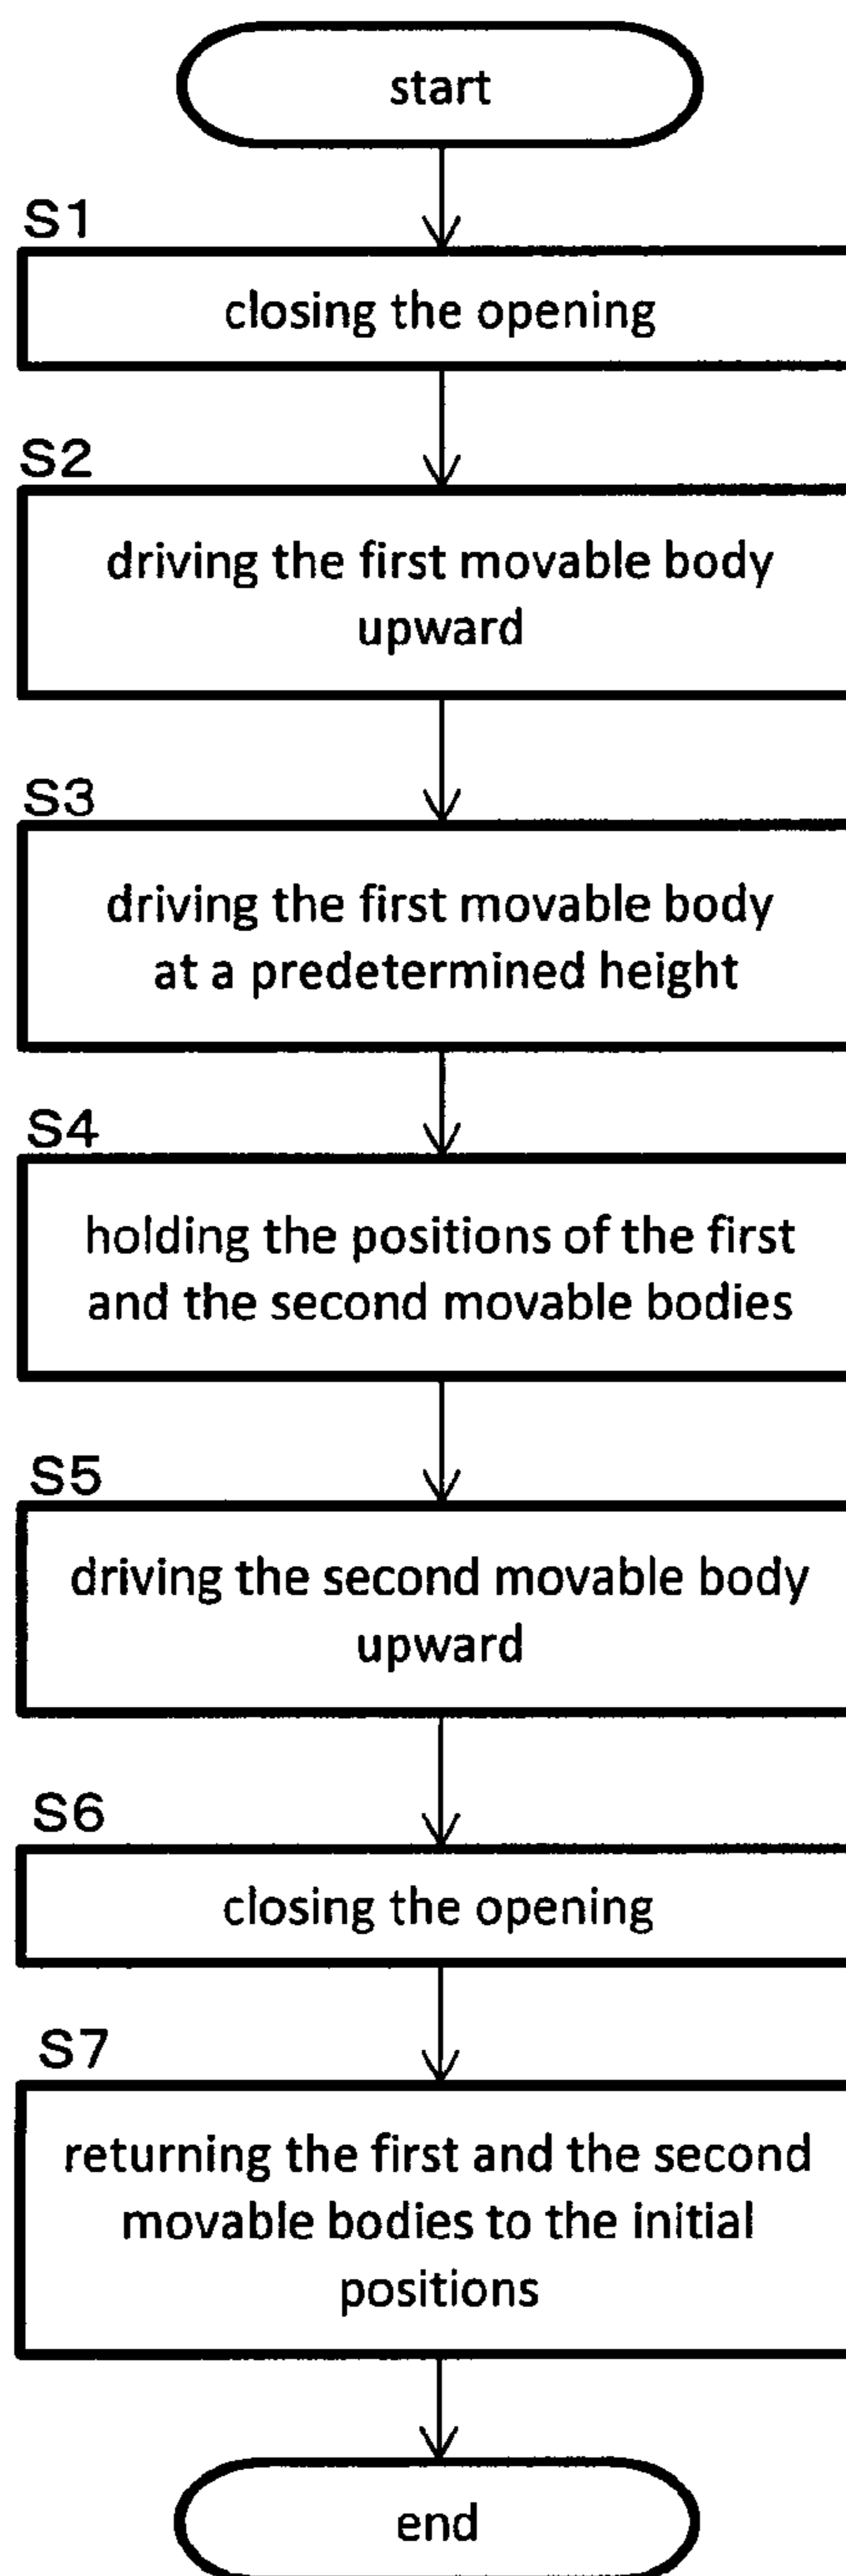 start
S1
closing the opening
S2
driving the first movable body
upward
S3
driving the first movable body
at a predetermined height
S4
holding the positions of the first
and the second movable bodies
S5
driving the second movable body
upward
S6
closing the opening
S7
returning the first and the second
movable bodies to the initial
positions
end